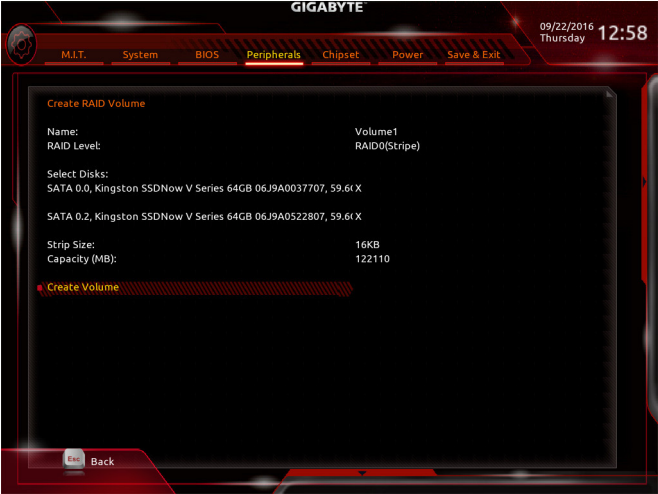 GIGABYTE
09/22/2016 12:58
Thursday
M.I.T. System BIOS Peripherals Chipset Power Save & Exit
Create RAID Volume
Name: Volume1
RAID Level: RAID0(Stripe)
Select Disks:
SATA 0.0, Kingston SSDNow V Series 64GB 06J9A0037707, 59.6 X
SATA 0.2, Kingston SSDNow V Series 64GB 06J9A0522807, 59.6 X
Strip Size: 16KB
Capacity (MB): 122110
Create Volume
Esc Back